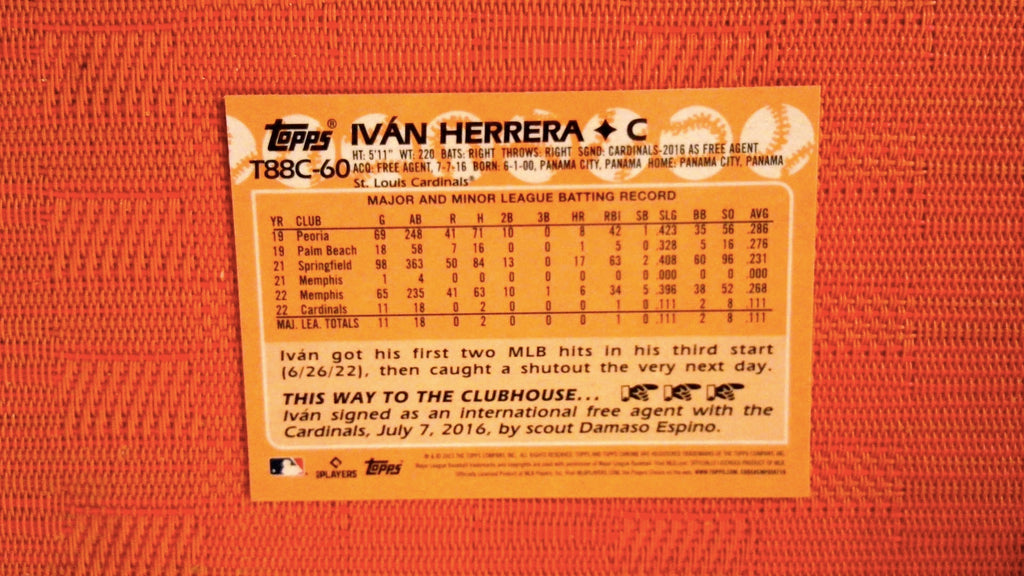 Topps® IVÁN HERRERA ✦ C
T88C-60 HT: 5'11" WT: 220 BATS: RIGHT THROWS: RIGHT SGND: CARDINALS-2016 AS FREE AGENT
ACQ: FREE AGENT, 7-7-16 BORN: 6-1-00, PANAMA CITY, PANAMA HOME: PANAMA CITY, PANAMA
St. Louis Cardinals®
MAJOR AND MINOR LEAGUE BATTING RECORD
YR CLUB G AB R H 2B 3B HR RBI SB SLG BB SO AVG
19 Peoria 69 248 41 71 10 0 8 42 1 .423 35 56 .286
19 Palm Beach 18 58 7 16 0 0 1 5 0 .328 5 16 .276
21 Springfield 98 363 50 84 13 0 17 63 2 .408 60 96 .231
21 Memphis 1 4 0 0 0 0 0 0 0 .000 0 0 .000
22 Memphis 65 235 41 63 10 1 6 34 5 .396 38 52 .268
22 Cardinals 11 18 0 2 0 0 0 1 0 .111 2 8 .111
MAJ. LEA. TOTALS 11 18 0 2 0 0 0 1 0 .111 2 8 .111
Iván got his first two MLB hits in his third start
(6/26/22), then caught a shutout the very next day.
THIS WAY TO THE CLUBHOUSE...
Iván signed as an international free agent with the
Cardinals, July 7, 2016, by scout Damaso Espino.
PLAYERS Topps